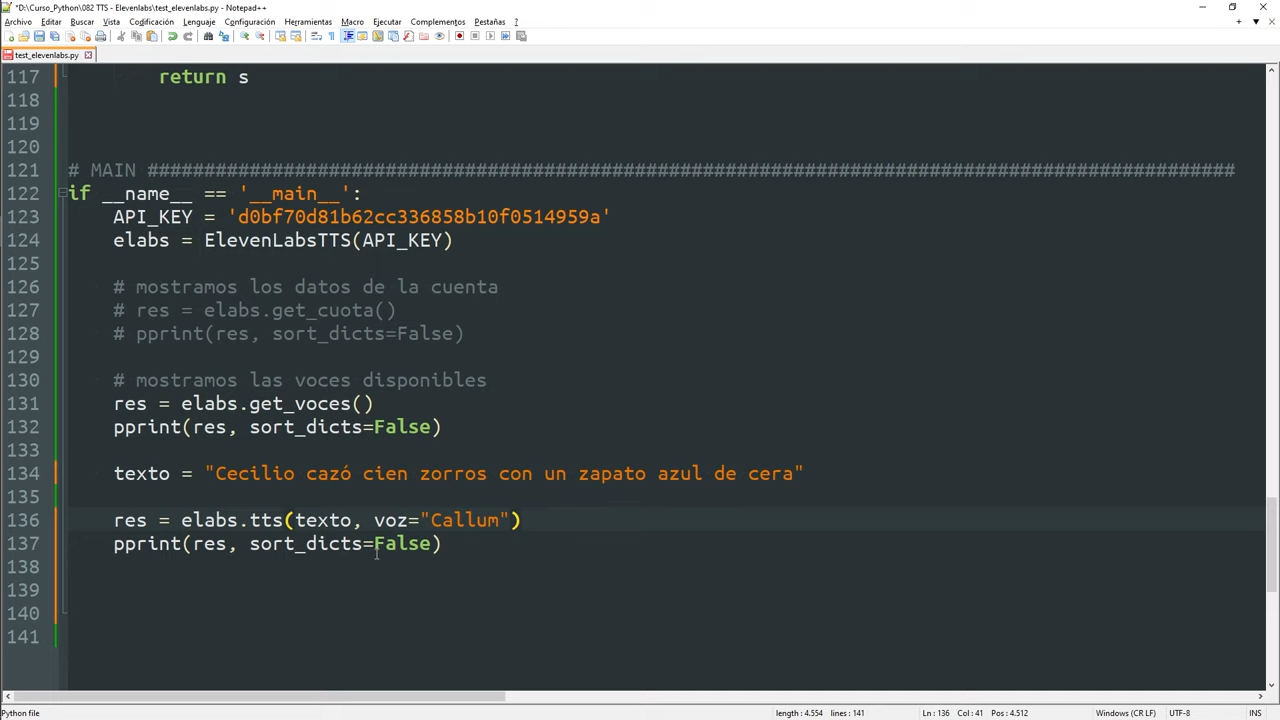 *D:\Curso_Python\082 TTS - Elevenlabs\test_elevenlabs.py - Notepad++
Archivo Editar Buscar Vista Codificación Lenguaje Configuración Herramientas Macro Ejecutar Complementos Pestañas ?
test_elevenlabs.py
117 return s
118
119
120
121 # MAIN #################################################################################################
122 if __name__ == '__main__':
123 API_KEY = 'd0bf70d81b62cc336858b10f0514959a'
124 elabs = ElevenLabsTTS(API_KEY)
125
126 # mostramos los datos de la cuenta
127 # res = elabs.get_cuota()
128 # pprint(res, sort_dicts=False)
129
130 # mostramos las voces disponibles
131 res = elabs.get_voces()
132 pprint(res, sort_dicts=False)
133
134 texto = "Cecilio cazó cien zorros con un zapato azul de cera"
135
136 res = elabs.tts(texto, voz="Callum")
137 pprint(res, sort_dicts=False)
138
139
140
141
Python file length : 4.554 lines : 141 Ln : 136 Col : 41 Pos : 4.512 Windows (CR LF) UTF-8 INS